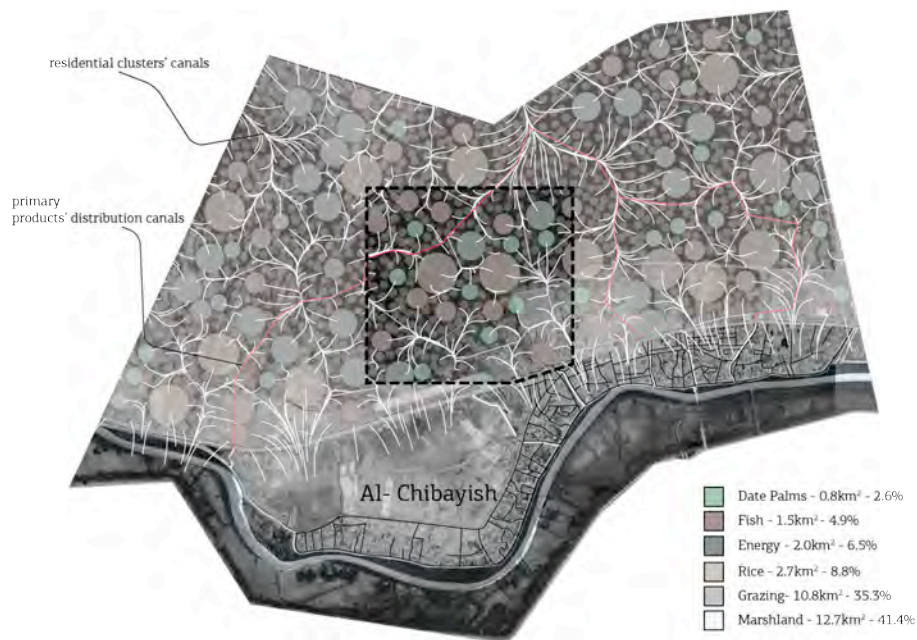 residential clusters' canals
primary
products' distribution canals
Al- Chibayish
Date Palms - 0.8km² - 2.6%
Fish - 1.5km² - 4.9%
Energy - 2.0km² - 6.5%
Rice - 2.7km² - 8.8%
Grazing- 10.8km² - 35.3%
Marshland - 12.7km² - 41.4%